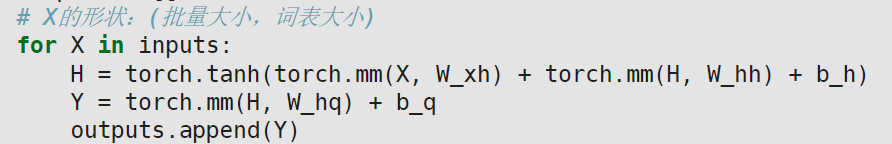 # X的形状：(批量大小，词表大小)
for X in inputs:
    H = torch.tanh(torch.mm(X, W_xh) + torch.mm(H, W_hh) + b_h)
    Y = torch.mm(H, W_hq) + b_q
    outputs.append(Y)